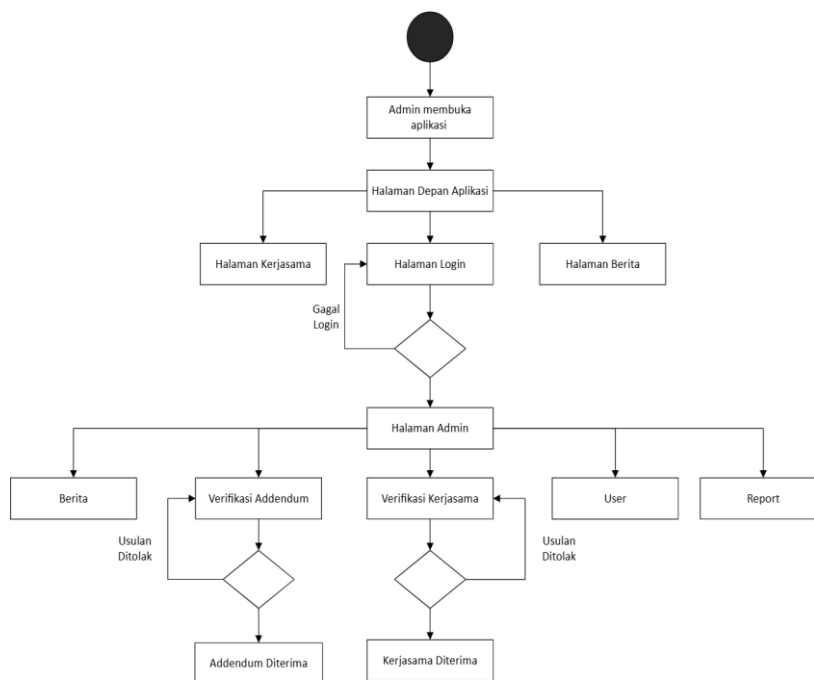 Admin membuka
aplikasi
Halaman Depan Aplikasi
Halaman Kerjasama
Halaman Login
Halaman Berita
Gagal
Login
Halaman Admin
Berita
Verifikasi Addendum
Verifikasi Kerjasama
User
Report
Usulan
Ditolak
Usulan
Ditolak
Addendum Diterima
Kerjasama Diterima